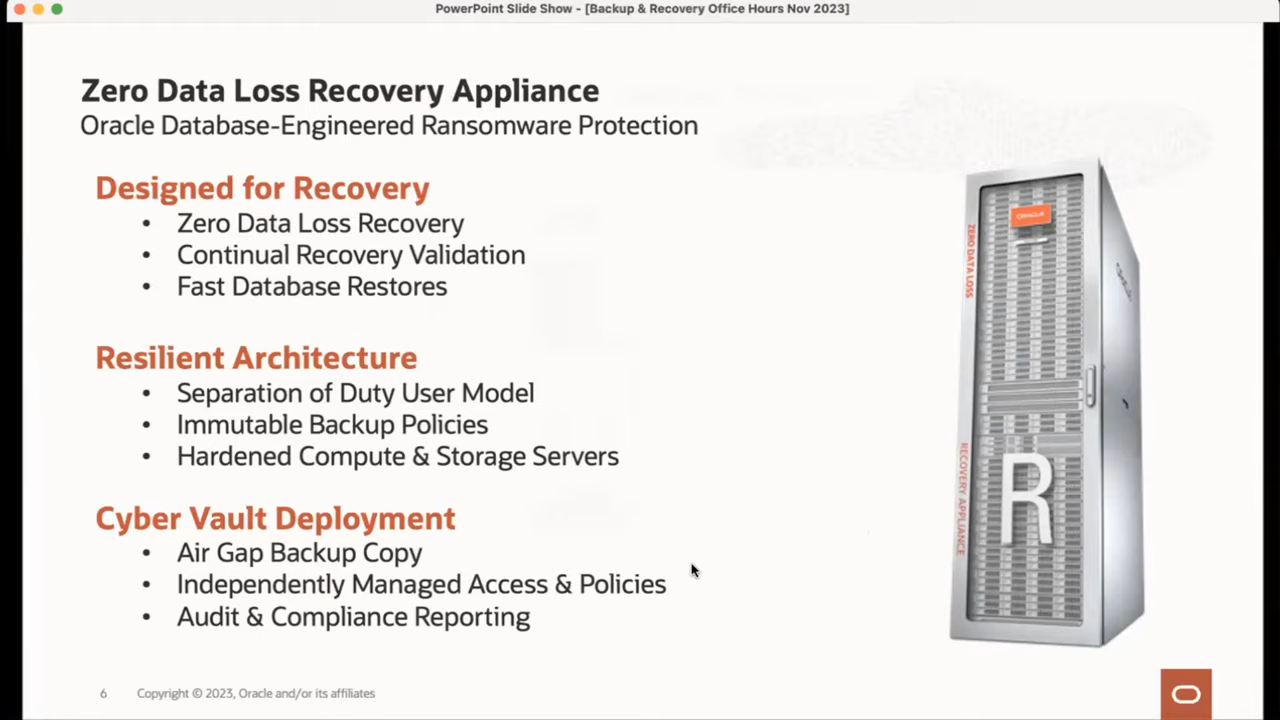 PowerPoint Slide Show - [Backup & Recovery Office Hours Nov 2023]
Zero Data Loss Recovery Appliance
Oracle Database-Engineered Ransomware Protection
Designed for Recovery
• Zero Data Loss Recovery
• Continual Recovery Validation
• Fast Database Restores
Resilient Architecture
• Separation of Duty User Model
• Immutable Backup Policies
• Hardened Compute & Storage Servers
Cyber Vault Deployment
• Air Gap Backup Copy
• Independently Managed Access & Policies
• Audit & Compliance Reporting
ORACLE
ZERO DATA LOSS
RECOVERY APPLIANCE
R
ORACLE
6 Copyright © 2023, Oracle and/or its affiliates